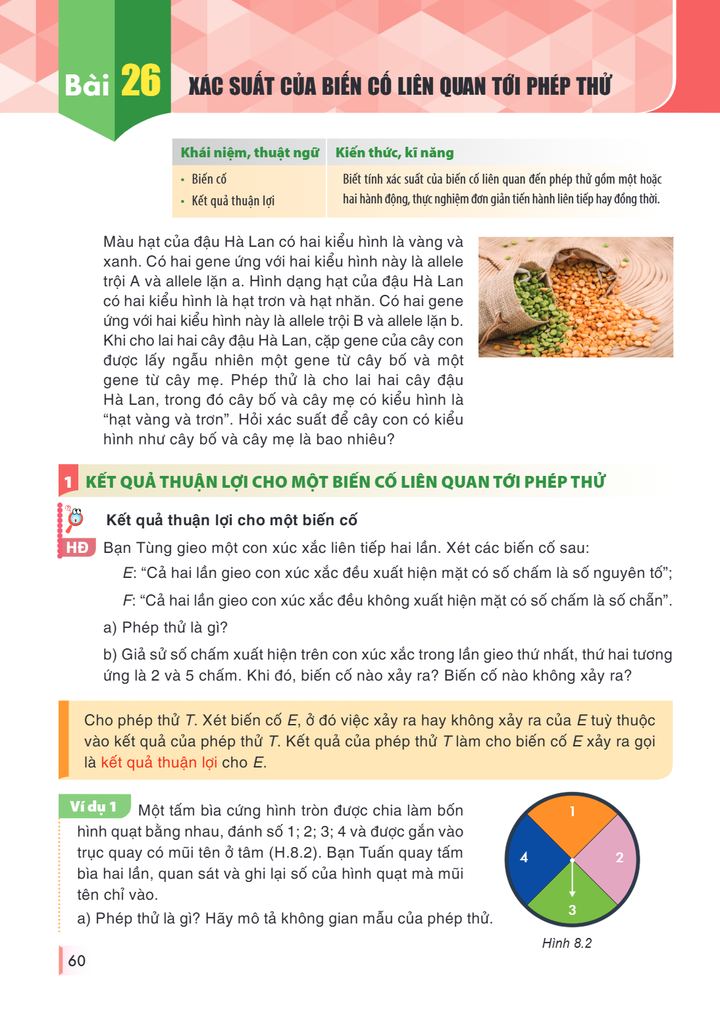 Bài 26
XÁC SUẤT CỦA BIẾN CỐ LIÊN QUAN TỚI PHÉP THỬ
Khái niệm, thuật ngữ
• Biến cố
• Kết quả thuận lợi
Kiến thức, kĩ năng
Biết tính xác suất của biến cố liên quan đến phép thử gồm một hoặc
hai hành động, thực nghiệm đơn giản tiến hành liên tiếp hay đồng thời.
Màu hạt của đậu Hà Lan có hai kiểu hình là vàng và
xanh. Có hai gene ứng với hai kiểu hình này là allele
trội A và allele lặn a. Hình dạng hạt của đậu Hà Lan
có hai kiểu hình là hạt trơn và hạt nhăn. Có hai gene
ứng với hai kiểu hình này là allele trội B và allele lặn b.
Khi cho lai hai cây đậu Hà Lan, cặp gene của cây con
được lấy ngẫu nhiên một gene từ cây bố và một
gene từ cây mẹ. Phép thử là cho lai hai cây đậu
Hà Lan, trong đó cây bố và cây mẹ có kiểu hình là
“hạt vàng và trơn”. Hỏi xác suất để cây con có kiểu
hình như cây bố và cây mẹ là bao nhiêu?
1 KẾT QUẢ THUẬN LỢI CHO MỘT BIẾN CỐ LIÊN QUAN TỚI PHÉP THỬ
Kết quả thuận lợi cho một biến cố
HĐ Bạn Tùng gieo một con xúc xắc liên tiếp hai lần. Xét các biến cố sau:
E: “Cả hai lần gieo con xúc xắc đều xuất hiện mặt có số chấm là số nguyên tố”;
F: “Cả hai lần gieo con xúc xắc đều không xuất hiện mặt có số chấm là số chẵn”.
a) Phép thử là gì?
b) Giả sử số chấm xuất hiện trên con xúc xắc trong lần gieo thứ nhất, thứ hai tương
ứng là 2 và 5 chấm. Khi đó, biến cố nào xảy ra? Biến cố nào không xảy ra?
Cho phép thử T. Xét biến cố E, ở đó việc xảy ra hay không xảy ra của E tuỳ thuộc
vào kết quả của phép thử T. Kết quả của phép thử T làm cho biến cố E xảy ra gọi
là kết quả thuận lợi cho E.
Ví dụ 1 Một tấm bìa cứng hình tròn được chia làm bốn
hình quạt bằng nhau, đánh số 1; 2; 3; 4 và được gắn vào
trục quay có mũi tên ở tâm (H.8.2). Bạn Tuấn quay tấm
bìa hai lần, quan sát và ghi lại số của hình quạt mà mũi
tên chỉ vào.
a) Phép thử là gì? Hãy mô tả không gian mẫu của phép thử.
1
4
2
3
Hình 8.2
60